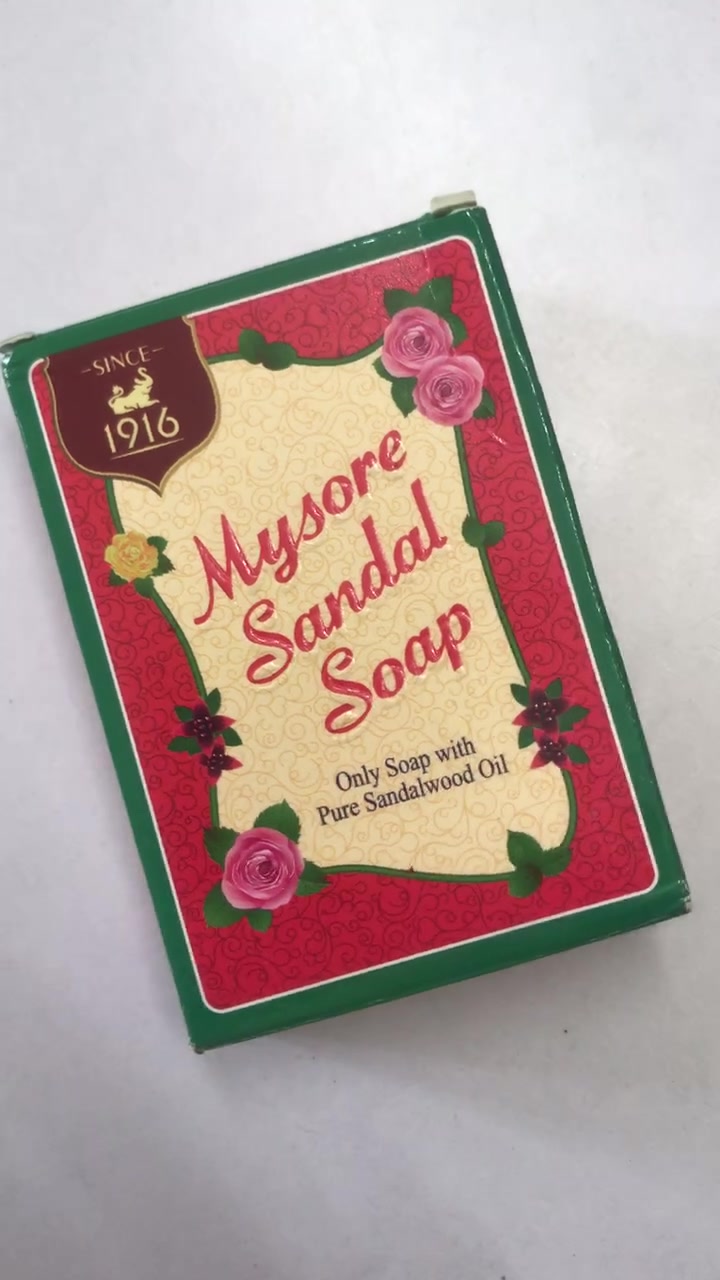 –SINCE–
1916
Mysore
Sandal
Soap
Only Soap with
Pure Sandalwood Oil